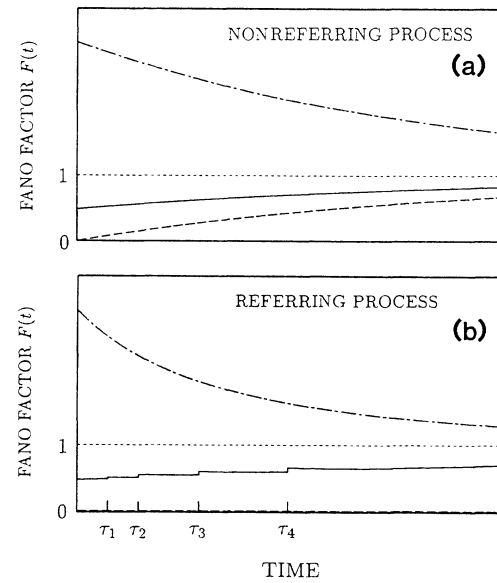 NONREFERRING PROCESS
(a)
FANO FACTOR F(t)
1
0
REFERRING PROCESS
(b)
FANO FACTOR F(t)
1
0
τ₁ τ₂ τ₃ τ₄
TIME